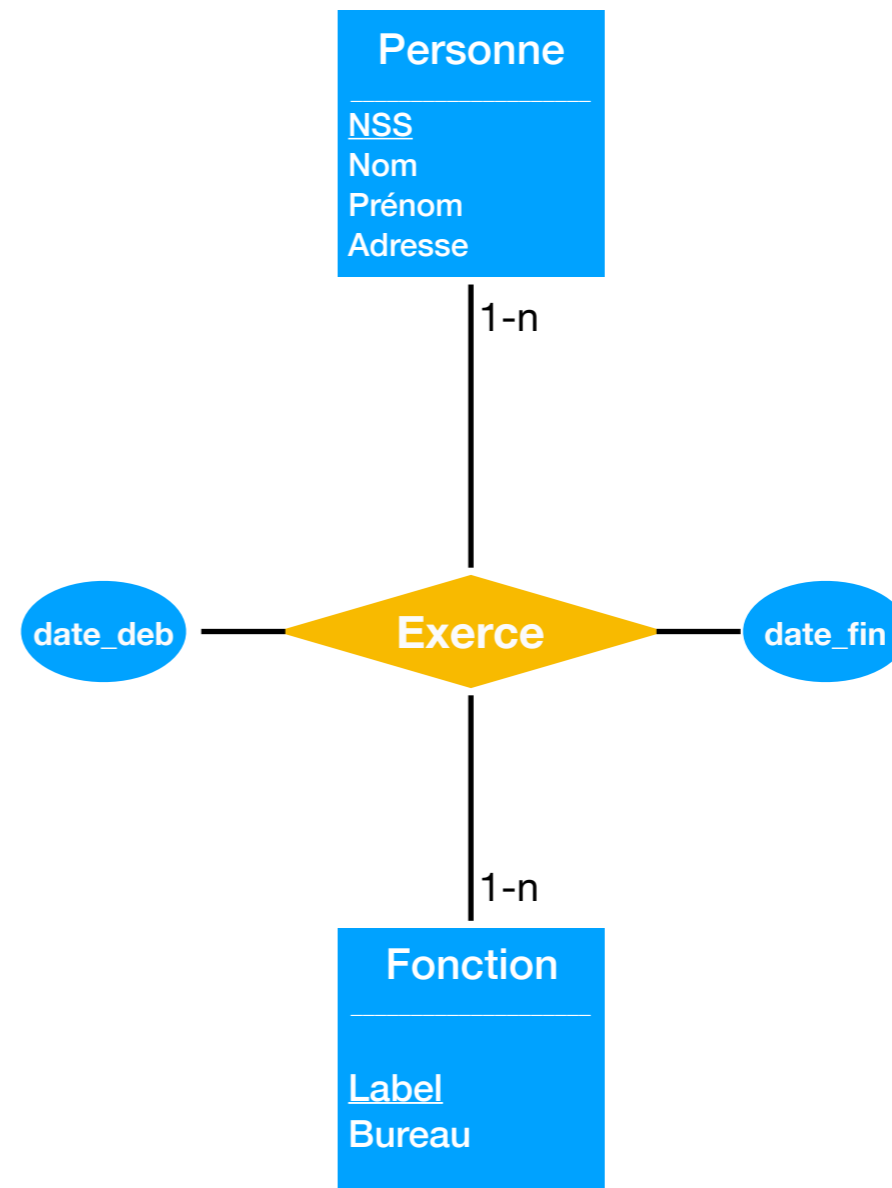 Personne
NSS
Nom
Prénom
Adresse
1-n
date_deb
Exerce
date_fin
1-n
Fonction
Label
Bureau